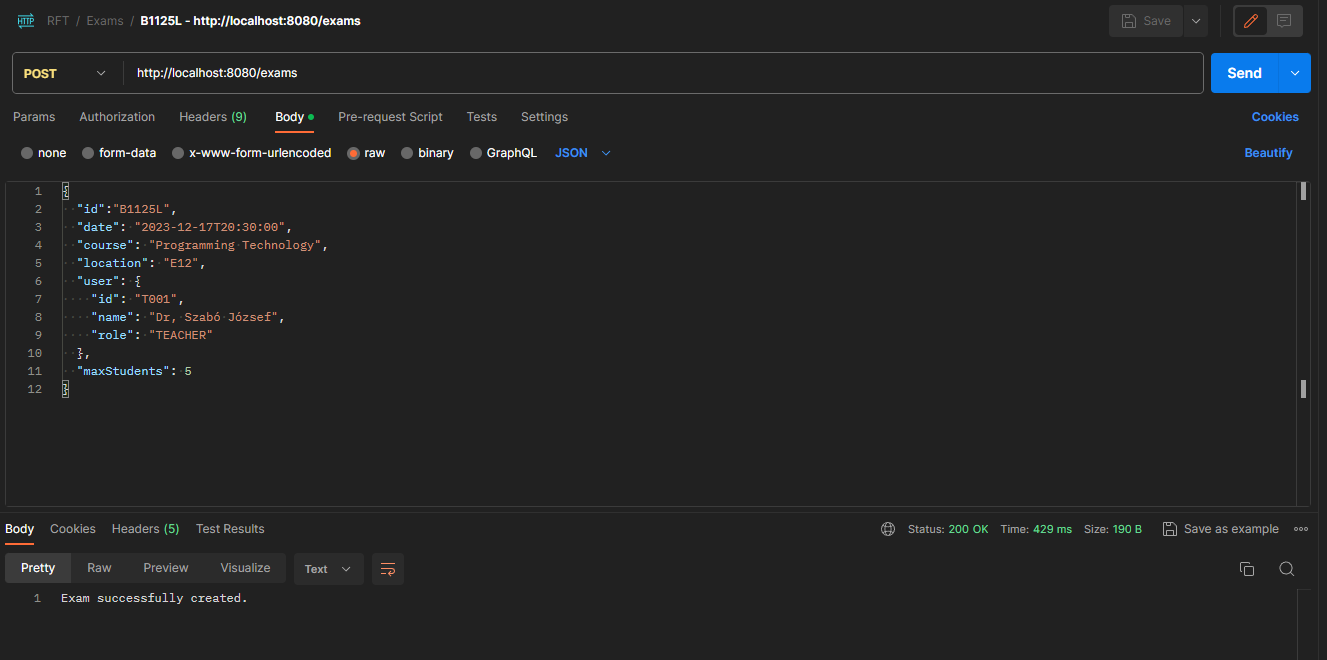 HTTP RFT / Exams / B1125L - http://localhost:8080/exams Save
POST http://localhost:8080/exams Send
Params Authorization Headers (9) Body Pre-request Script Tests Settings Cookies
none form-data x-www-form-urlencoded raw binary GraphQL JSON Beautify
1 {
2 "id":"B1125L",
3 "date": "2023-12-17T20:30:00",
4 "course": "Programming Technology",
5 "location": "E12",
6 "user": {
7 "id": "T001",
8 "name": "Dr, Szabó József",
9 "role": "TEACHER"
10 },
11 "maxStudents": 5
12 }
Body Cookies Headers (5) Test Results Status: 200 OK Time: 429 ms Size: 190 B Save as example
Pretty Raw Preview Visualize Text
1 Exam successfully created.